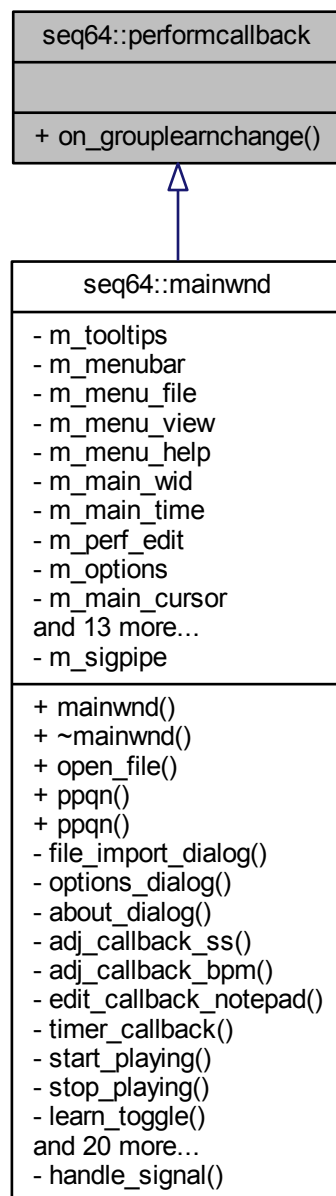 seq64::performcallback
+ on_grouplearnchange()
seq64::mainwnd
- m_tooltips
- m_menubar
- m_menu_file
- m_menu_view
- m_menu_help
- m_main_wid
- m_main_time
- m_perf_edit
- m_options
- m_main_cursor
and 13 more...
- m_sigpipe
+ mainwnd()
+ ~mainwnd()
+ open_file()
+ ppqn()
+ ppqn()
- file_import_dialog()
- options_dialog()
- about_dialog()
- adj_callback_ss()
- adj_callback_bpm()
- edit_callback_notepad()
- timer_callback()
- start_playing()
- stop_playing()
- learn_toggle()
and 20 more...
- handle_signal()